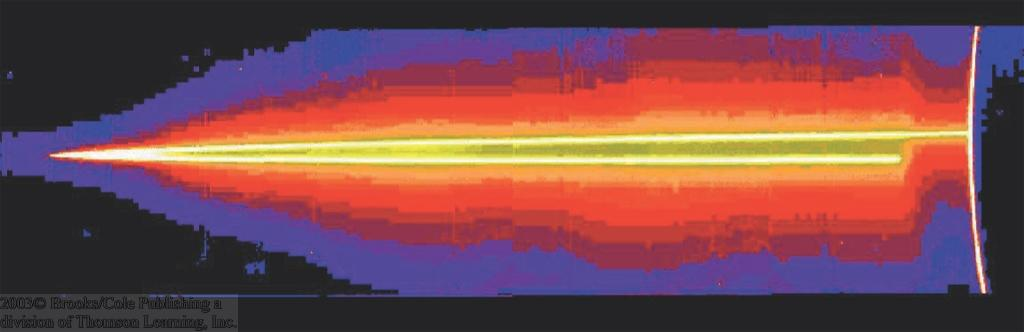 2003© Brooks/Cole Publishing a
division of Thomson Learning, Inc.